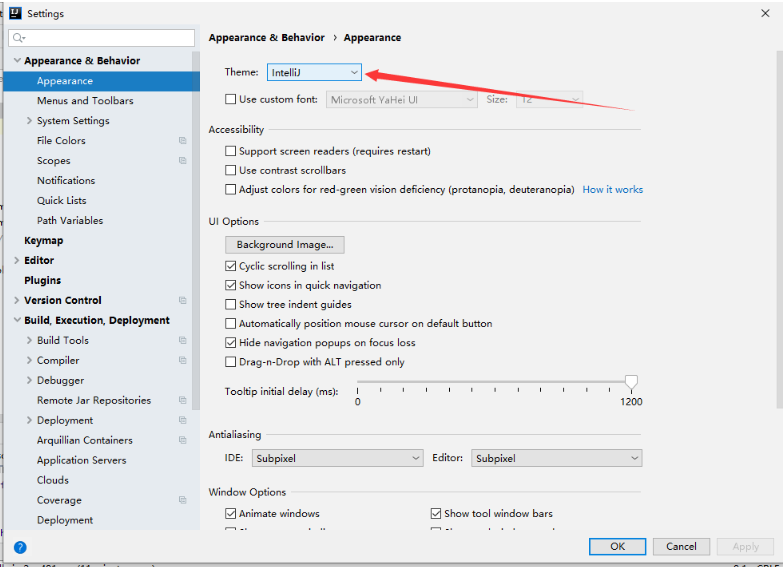 Settings
Appearance & Behavior › Appearance
Appearance & Behavior
Appearance
Menus and Toolbars
System Settings
File Colors
Scopes
Notifications
Quick Lists
Path Variables
Keymap
Editor
Plugins
Version Control
Build, Execution, Deployment
Build Tools
Compiler
Debugger
Remote Jar Repositories
Deployment
Arquillian Containers
Application Servers
Clouds
Coverage
Deployment
Theme: IntelliJ
Use custom font: Microsoft YaHei UI Size: 12
Accessibility
Support screen readers (requires restart)
Use contrast scrollbars
Adjust colors for red-green vision deficiency (protanopia, deuteranopia) How it works
UI Options
Background Image...
Cyclic scrolling in list
Show icons in quick navigation
Show tree indent guides
Automatically position mouse cursor on default button
Hide navigation popups on focus loss
Drag-n-Drop with ALT pressed only
Tooltip initial delay (ms):
0 1200
Antialiasing
IDE: Subpixel Editor: Subpixel
Window Options
Animate windows Show tool window bars
? OK Cancel Apply